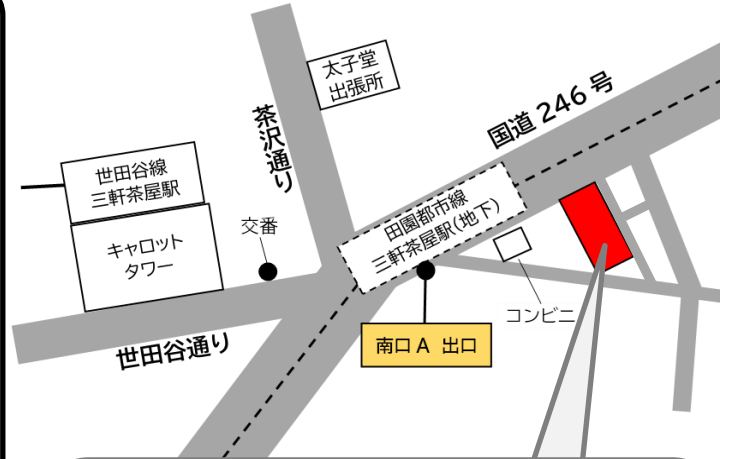 太子堂
出張所
茶沢通り
国道 246 号
世田谷線
三軒茶屋駅
キャロット
タワー
交番
田園都市線
三軒茶屋駅(地下)
コンビニ
世田谷通り
南口 A 出口